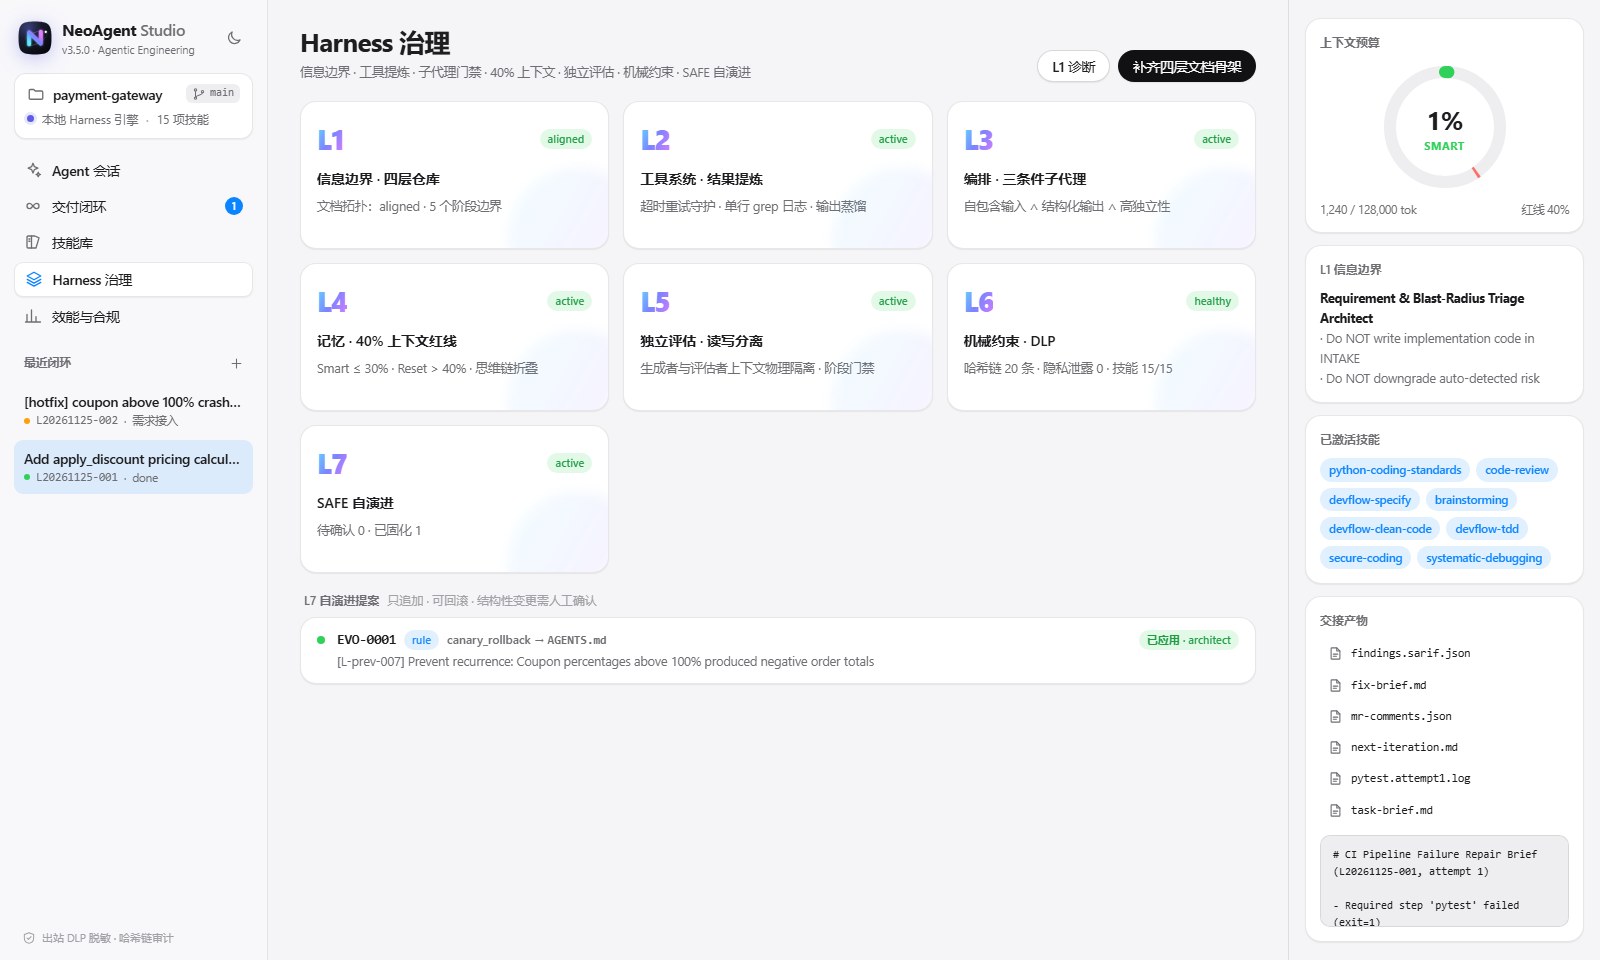 NeoAgent Studio
v3.5.0 · Agentic Engineering
payment-gateway
main
本地 Harness 引擎 · 15 项技能
Agent 会话
交付闭环
1
技能库
Harness 治理
效能与合规
最近闭环
[hotfix] coupon above 100% crash...
L20261125-002 · 需求接入
Add apply_discount pricing calcul...
L20261125-001 · done
出站 DLP 脱敏 · 哈希链审计
Harness 治理
信息边界 · 工具提炼 · 子代理门禁 · 40% 上下文 · 独立评估 · 机械约束 · SAFE 自演进
L1 诊断
补齐四层文档骨架
L1
aligned
信息边界 · 四层仓库
文档拓扑：aligned · 5 个阶段边界
L2
active
工具系统 · 结果提炼
超时重试守护 · 单行 grep 日志 · 输出蒸馏
L3
active
编排 · 三条件子代理
自包含输入 ∧ 结构化输出 ∧ 高独立性
L4
active
记忆 · 40% 上下文红线
Smart ≤ 30% · Reset > 40% · 思维链折叠
L5
active
独立评估 · 读写分离
生成者与评估者上下文物理隔离 · 阶段门禁
L6
healthy
机械约束 · DLP
哈希链 20 条 · 隐私泄露 0 · 技能 15/15
L7
active
SAFE 自演进
待确认 0 · 已固化 1
L7 自演进提案 只追加 · 可回滚 · 结构性变更需人工确认
EVO-0001 rule canary_rollback → AGENTS.md
已应用 · architect
[L-prev-007] Prevent recurrence: Coupon percentages above 100% produced negative order totals
上下文预算
1%
SMART
1,240 / 128,000 tok
红线 40%
L1 信息边界
Requirement & Blast-Radius Triage
Architect
· Do NOT write implementation code in
INTAKE
· Do NOT downgrade auto-detected risk
已激活技能
python-coding-standards code-review
devflow-specify brainstorming
devflow-clean-code devflow-tdd
secure-coding systematic-debugging
交接产物
findings.sarif.json
fix-brief.md
mr-comments.json
next-iteration.md
pytest.attempt1.log
task-brief.md
# CI Pipeline Failure Repair Brief
(L20261125-001, attempt 1)
- Required step 'pytest' failed
(exit=1)